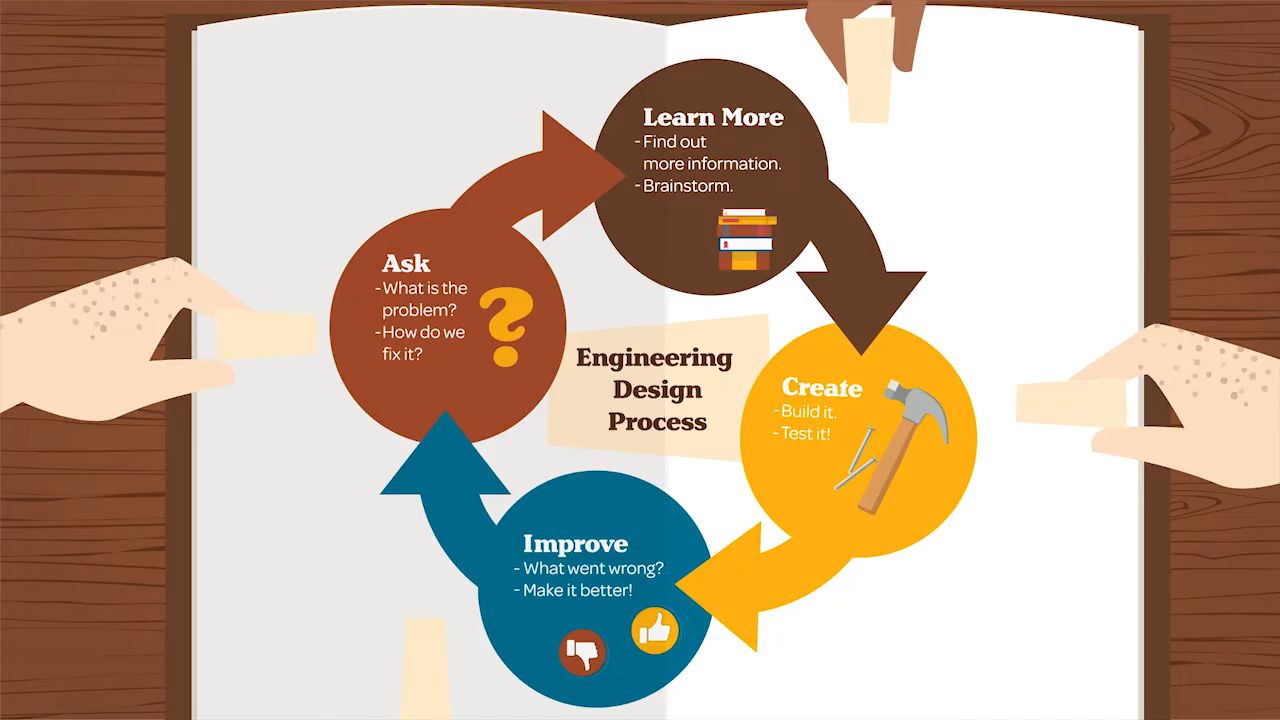 Learn More
- Find out
more information.
- Brainstorm.
Ask
- What is the
problem?
- How do we
fix it?
Engineering
Design
Process
Create
- Build it.
- Test it!
Improve
- What went wrong?
- Make it better!